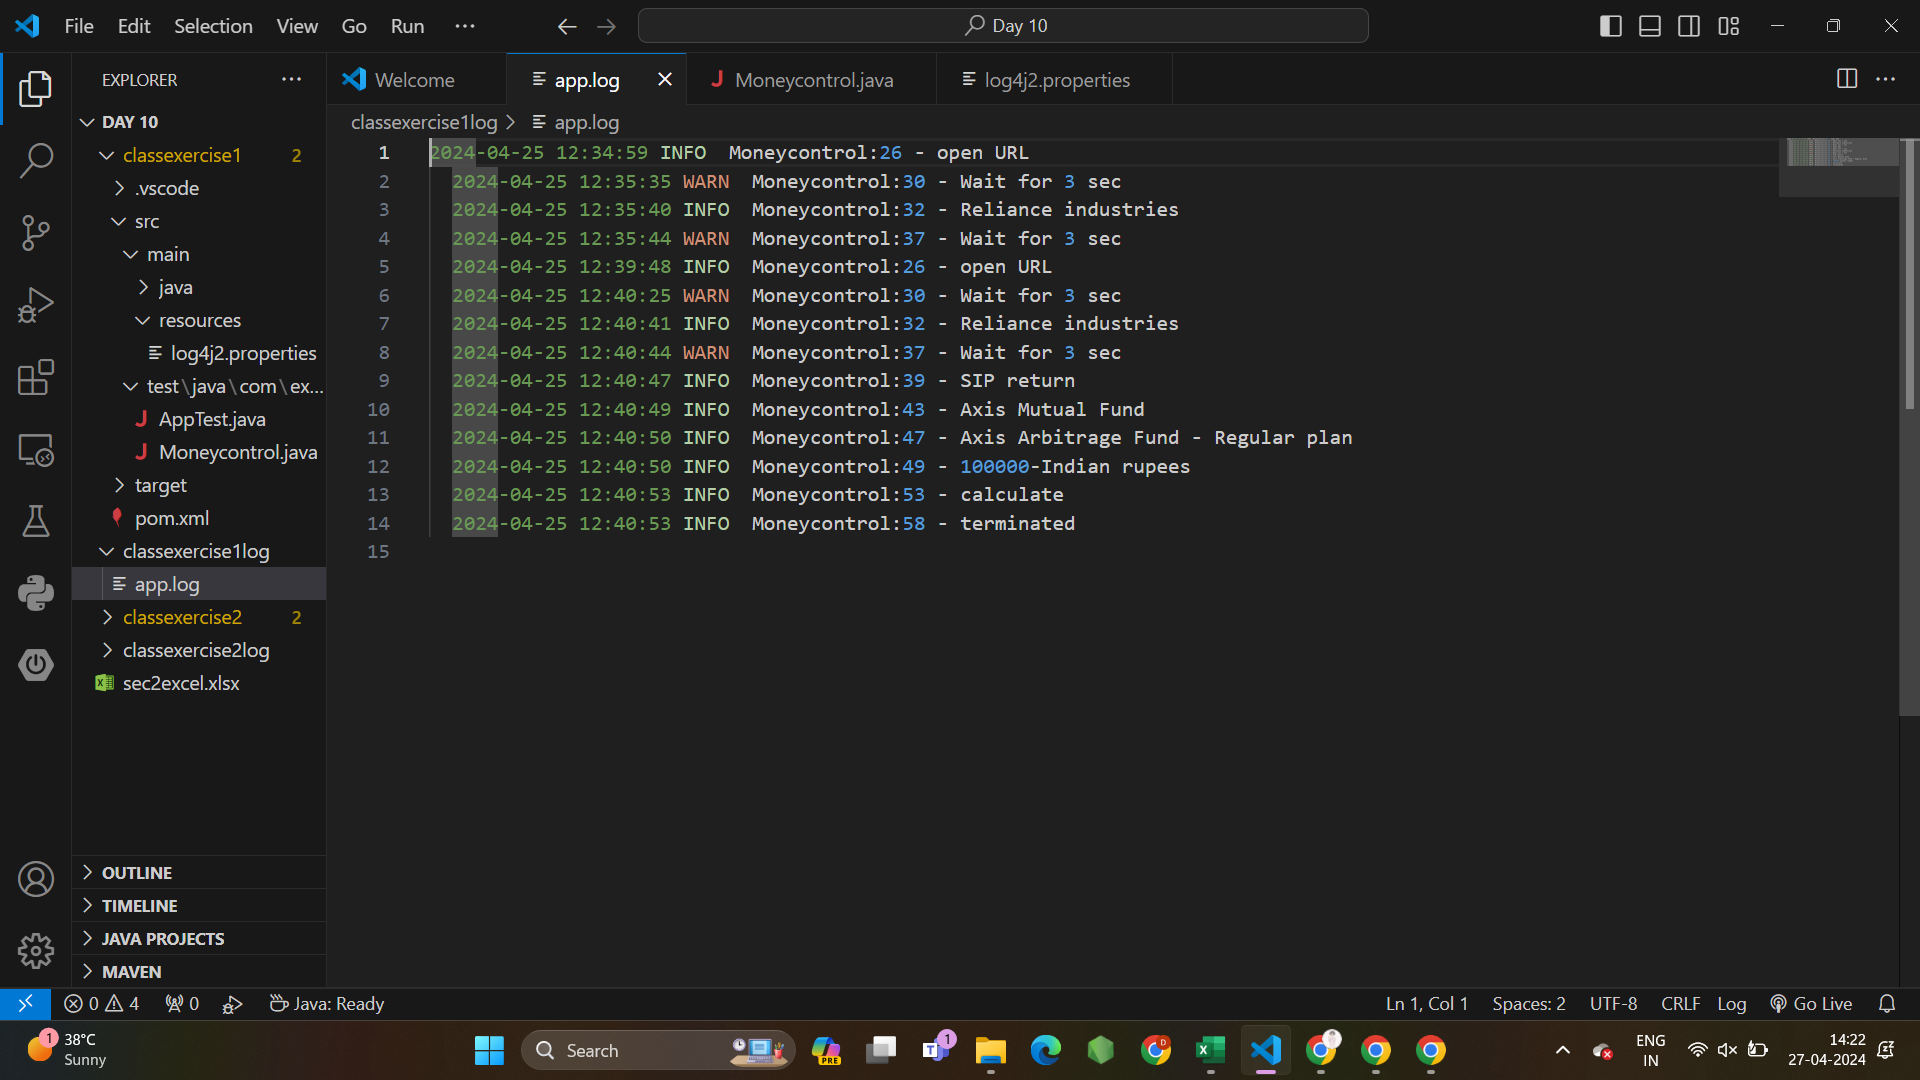 File Edit Selection View Go Run ··· Day 10
EXPLORER ···
Welcome app.log Moneycontrol.java log4j2.properties
DAY 10
classexercise1 2
.vscode
src
main
java
resources
log4j2.properties
test\java\com\ex...
AppTest.java
Moneycontrol.java
target
pom.xml
classexercise1log
app.log
classexercise2 2
classexercise2log
sec2excel.xlsx
OUTLINE
TIMELINE
JAVA PROJECTS
MAVEN
classexercise1log > app.log
1 2024-04-25 12:34:59 INFO  Moneycontrol:26 - open URL
2 2024-04-25 12:35:35 WARN  Moneycontrol:30 - Wait for 3 sec
3 2024-04-25 12:35:40 INFO  Moneycontrol:32 - Reliance industries
4 2024-04-25 12:35:44 WARN  Moneycontrol:37 - Wait for 3 sec
5 2024-04-25 12:39:48 INFO  Moneycontrol:26 - open URL
6 2024-04-25 12:40:25 WARN  Moneycontrol:30 - Wait for 3 sec
7 2024-04-25 12:40:41 INFO  Moneycontrol:32 - Reliance industries
8 2024-04-25 12:40:44 WARN  Moneycontrol:37 - Wait for 3 sec
9 2024-04-25 12:40:47 INFO  Moneycontrol:39 - SIP return
10 2024-04-25 12:40:49 INFO  Moneycontrol:43 - Axis Mutual Fund
11 2024-04-25 12:40:50 INFO  Moneycontrol:47 - Axis Arbitrage Fund - Regular plan
12 2024-04-25 12:40:50 INFO  Moneycontrol:49 - 100000-Indian rupees
13 2024-04-25 12:40:53 INFO  Moneycontrol:53 - calculate
14 2024-04-25 12:40:53 INFO  Moneycontrol:58 - terminated
15
0 4 0 Java: Ready Ln 1, Col 1 Spaces: 2 UTF-8 CRLF Log Go Live
1 38°C
Sunny
Search
PRE
T 1
D
ENG
IN
14:22
27-04-2024